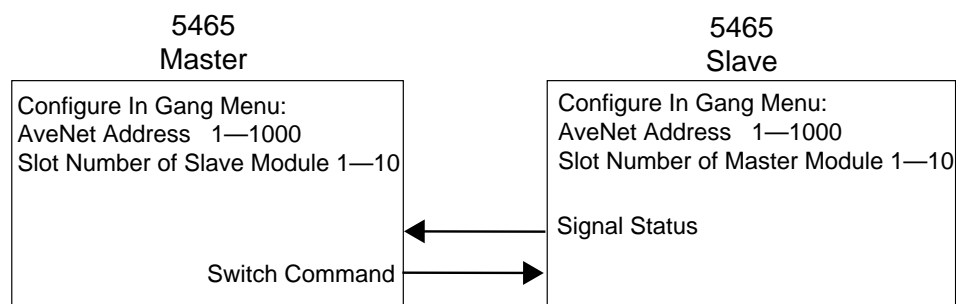 5465
Master
Configure In Gang Menu:
AveNet Address 1—1000
Slot Number of Slave Module 1—10
Switch Command
5465
Slave
Configure In Gang Menu:
AveNet Address 1—1000
Slot Number of Master Module 1—10
Signal Status